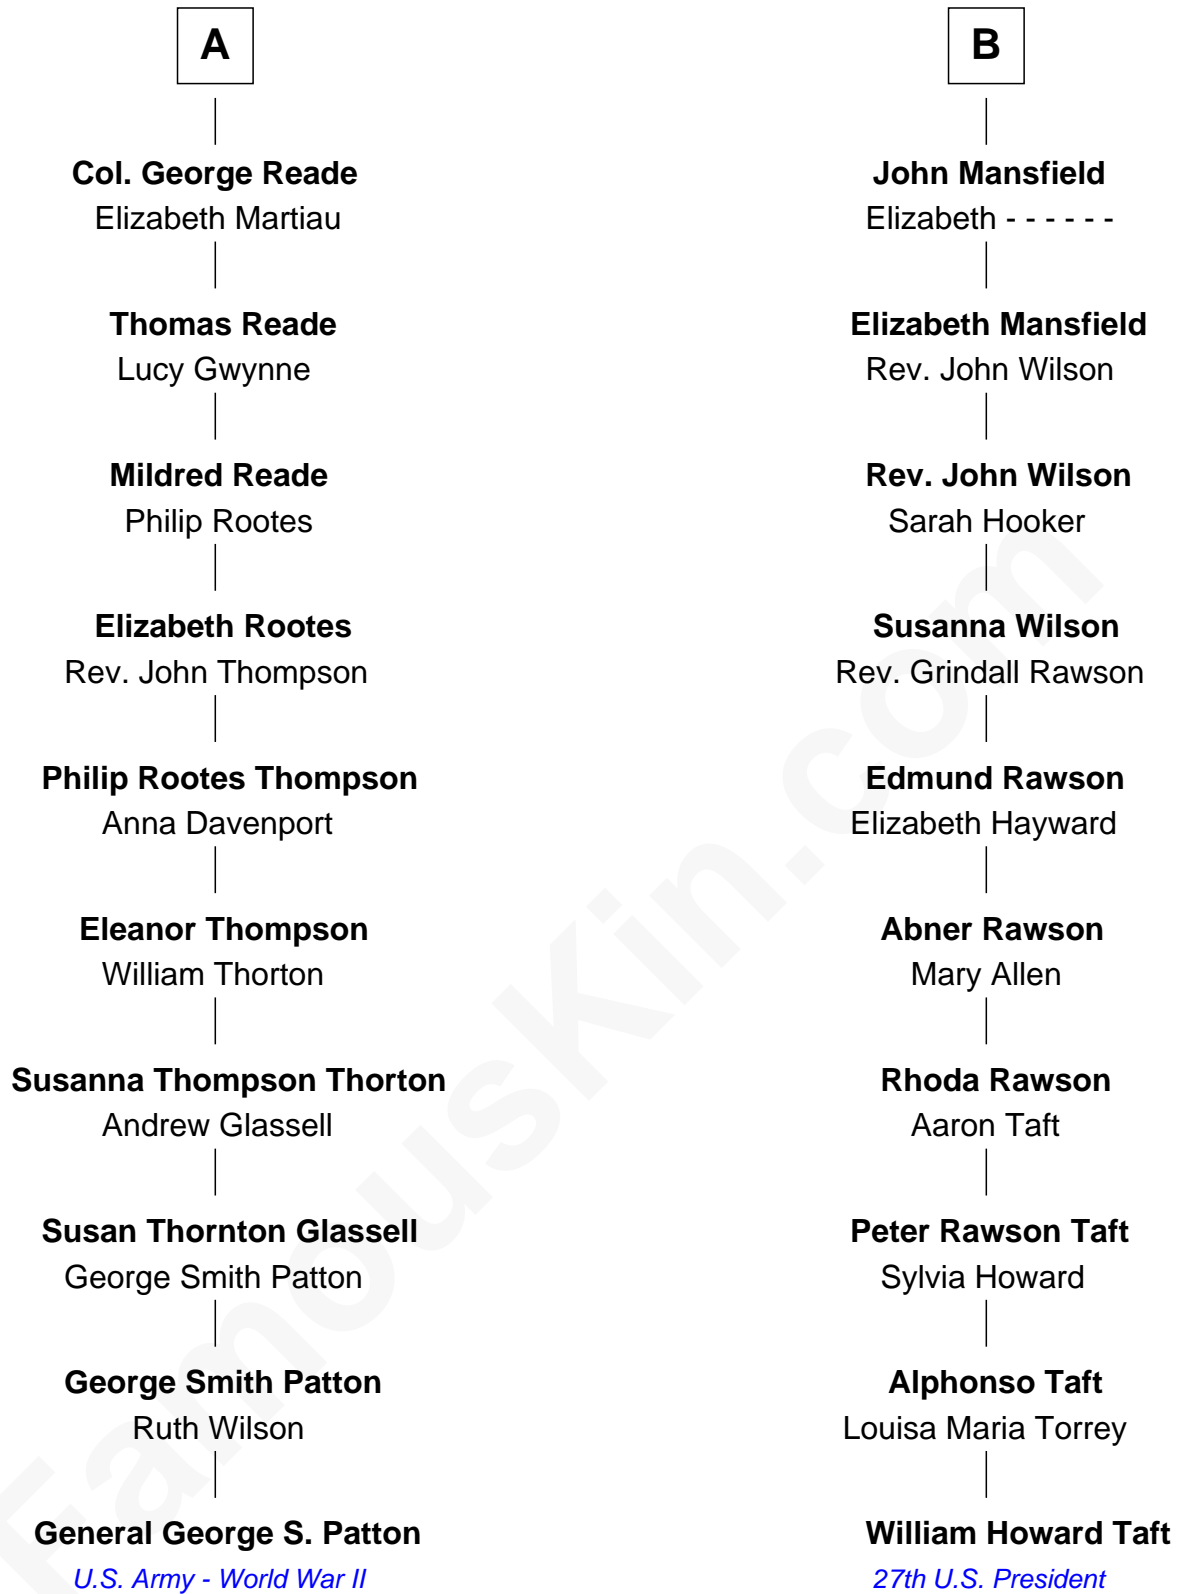 A
Col. George Reade
Elizabeth Martiau
Thomas Reade
Lucy Gwynne
Mildred Reade
Philip Rootes
Elizabeth Rootes
Rev. John Thompson
Philip Rootes Thompson
Anna Davenport
Eleanor Thompson
William Thorton
Susanna Thompson Thorton
Andrew Glassell
Susan Thornton Glassell
George Smith Patton
George Smith Patton
Ruth Wilson
General George S. Patton
U.S. Army - World War II
B
John Mansfield
Elizabeth - - - - - -
Elizabeth Mansfield
Rev. John Wilson
Rev. John Wilson
Sarah Hooker
Susanna Wilson
Rev. Grindall Rawson
Edmund Rawson
Elizabeth Hayward
Abner Rawson
Mary Allen
Rhoda Rawson
Aaron Taft
Peter Rawson Taft
Sylvia Howard
Alphonso Taft
Louisa Maria Torrey
William Howard Taft
27th U.S. President
FamousKin.com